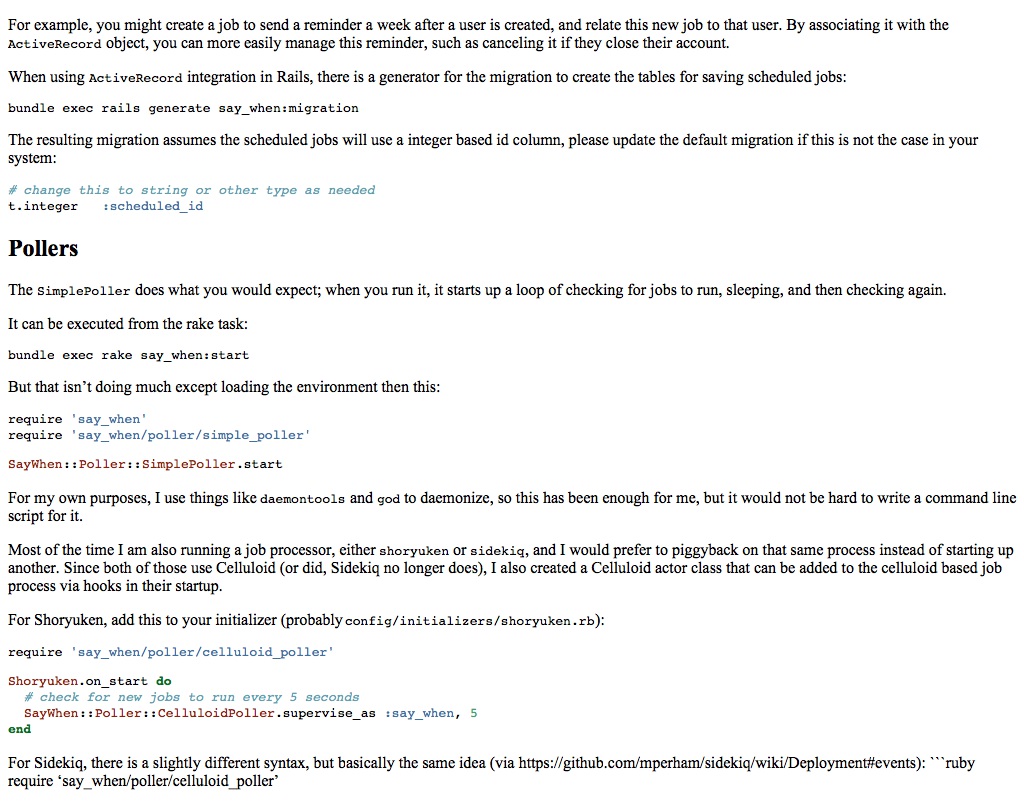 For example, you might create a job to send a reminder a week after a user is created, and relate this new job to that user. By associating it with the
ActiveRecord object, you can more easily manage this reminder, such as canceling it if they close their account.
When using ActiveRecord integration in Rails, there is a generator for the migration to create the tables for saving scheduled jobs:
bundle exec rails generate say_when:migration
The resulting migration assumes the scheduled jobs will use a integer based id column, please update the default migration if this is not the case in your
system:
# change this to string or other type as needed
t.integer   :scheduled_id
Pollers
The SimplePoller does what you would expect; when you run it, it starts up a loop of checking for jobs to run, sleeping, and then checking again.
It can be executed from the rake task:
bundle exec rake say_when:start
But that isn’t doing much except loading the environment then this:
require 'say_when'
require 'say_when/poller/simple_poller'
SayWhen::Poller::SimplePoller.start
For my own purposes, I use things like daemontools and god to daemonize, so this has been enough for me, but it would not be hard to write a command line
script for it.
Most of the time I am also running a job processor, either shoryuken or sidekiq, and I would prefer to piggyback on that same process instead of starting up
another. Since both of those use Celluloid (or did, Sidekiq no longer does), I also created a Celluloid actor class that can be added to the celluloid based job
process via hooks in their startup.
For Shoryuken, add this to your initializer (probably config/initializers/shoryuken.rb):
require 'say_when/poller/celluloid_poller'
Shoryuken.on_start do
  # check for new jobs to run every 5 seconds
  SayWhen::Poller::CelluloidPoller.supervise_as :say_when, 5
end
For Sidekiq, there is a slightly different syntax, but basically the same idea (via https://github.com/mperham/sidekiq/wiki/Deployment#events): ```ruby
require ‘say_when/poller/celluloid_poller’